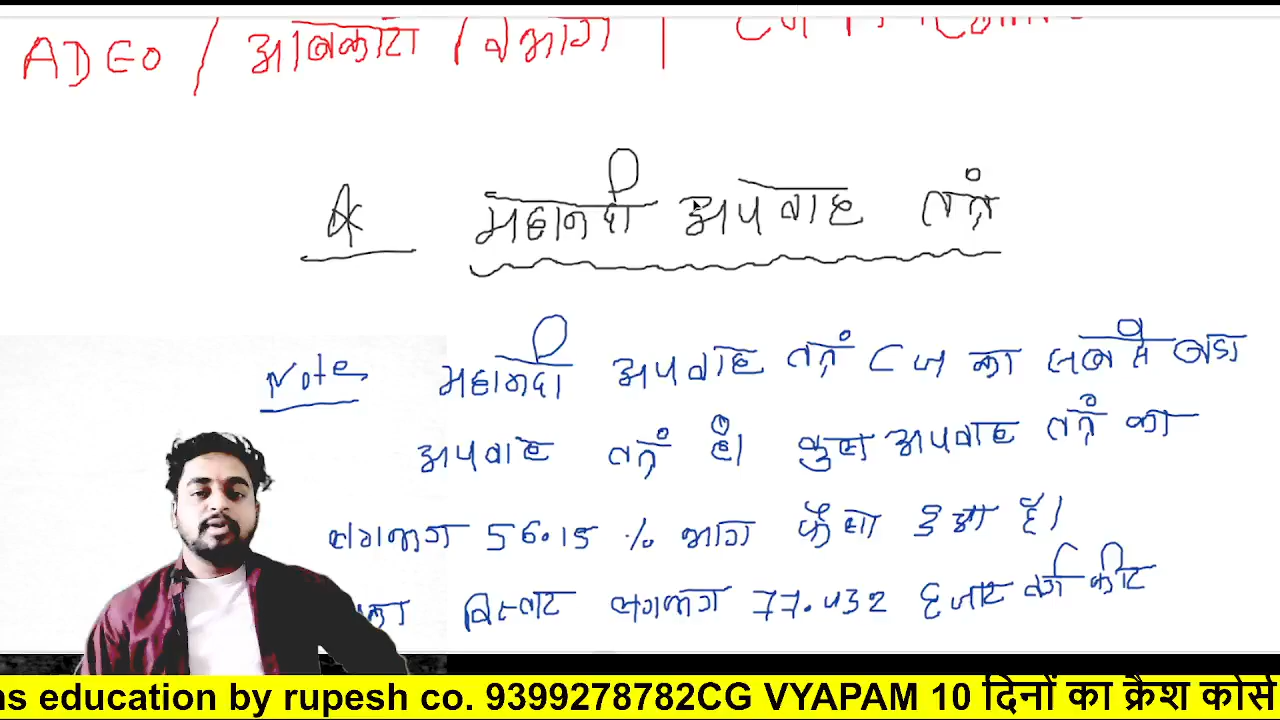 ADEO / आबकारी / विभाग |
* महानदी अपवाह तंत्र
Note महानदी अपवाह तंत्र CG का सबसे बड़ा
अपवाह तंत्र है। कुल अपवाह तंत्र का
लगभग 56.15 % भाग फैला हुआ है।
विस्तार लगभग 77.432 हजार वर्ग कीट
ns education by rupesh co. 9399278782CG VYAPAM 10 दिनों का क्रैश कोर्स